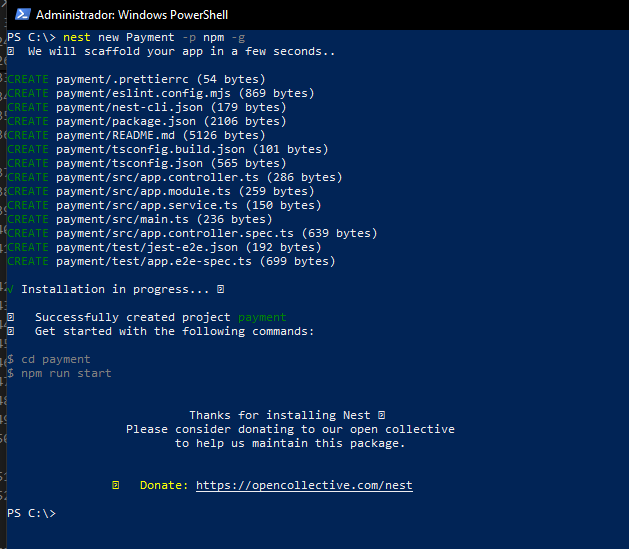 Administrador: Windows PowerShell
PS C:\> nest new Payment -p npm -g
We will scaffold your app in a few seconds..
CREATE payment/.prettierrc (54 bytes)
CREATE payment/eslint.config.mjs (869 bytes)
CREATE payment/nest-cli.json (179 bytes)
CREATE payment/package.json (2106 bytes)
CREATE payment/README.md (5126 bytes)
CREATE payment/tsconfig.build.json (101 bytes)
CREATE payment/tsconfig.json (565 bytes)
CREATE payment/src/app.controller.ts (286 bytes)
CREATE payment/src/app.module.ts (259 bytes)
CREATE payment/src/app.service.ts (150 bytes)
CREATE payment/src/main.ts (236 bytes)
CREATE payment/src/app.controller.spec.ts (639 bytes)
CREATE payment/test/jest-e2e.json (192 bytes)
CREATE payment/test/app.e2e-spec.ts (699 bytes)
√ Installation in progress...
Successfully created project payment
Get started with the following commands:
$ cd payment
$ npm run start
Thanks for installing Nest
Please consider donating to our open collective
to help us maintain this package.
Donate: https://opencollective.com/nest
PS C:\>